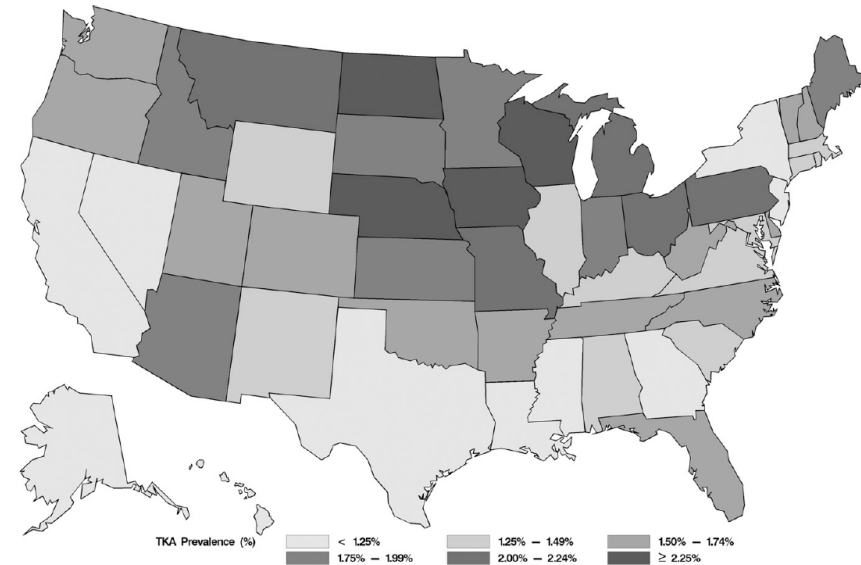 TKA Prevalence (%) < 1.25% 1.25% – 1.49% 1.50% – 1.74%
1.75% – 1.99% 2.00% – 2.24% ≥ 2.25%